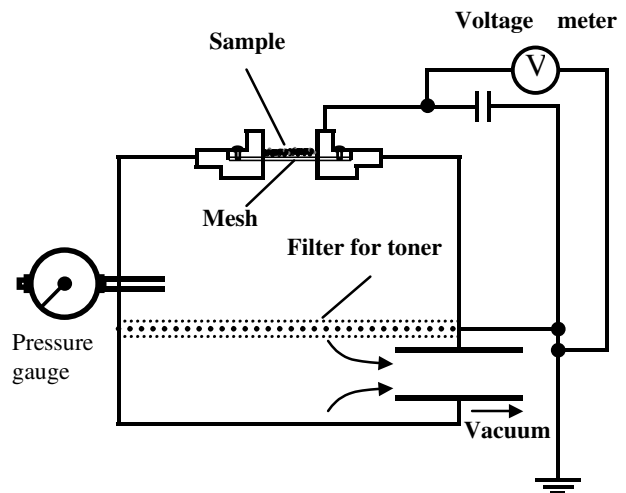 Voltage meter
Sample
V
Mesh
Filter for toner
Pressure
gauge
Vacuum